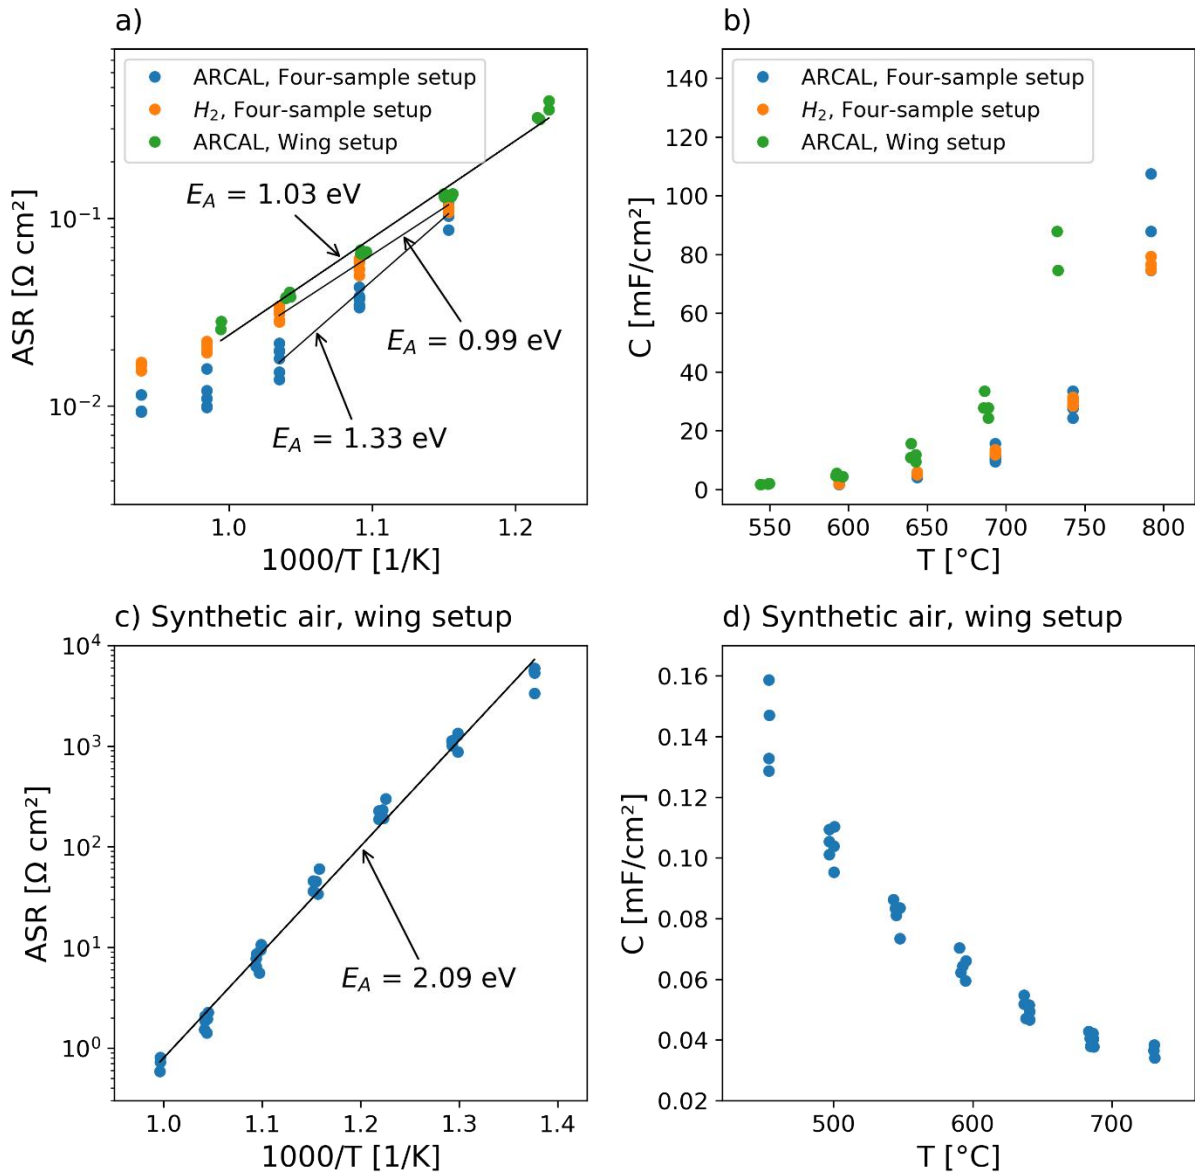 a)
ARCAL, Four-sample setup
H₂, Four-sample setup
ARCAL, Wing setup
E_A = 1.03 eV
E_A = 0.99 eV
E_A = 1.33 eV
ASR [Ω cm²]
10⁻¹
10⁻²
1.0 1.1 1.2
1000/T [1/K]
b)
ARCAL, Four-sample setup
H₂, Four-sample setup
ARCAL, Wing setup
C [mF/cm²]
140
120
100
80
60
40
20
0
550 600 650 700 750 800
T [°C]
c) Synthetic air, wing setup
ASR [Ω cm²]
10⁴
10³
10²
10¹
10⁰
E_A = 2.09 eV
1.0 1.1 1.2 1.3 1.4
1000/T [1/K]
d) Synthetic air, wing setup
C [mF/cm²]
0.16
0.14
0.12
0.10
0.08
0.06
0.04
0.02
500 600 700
T [°C]